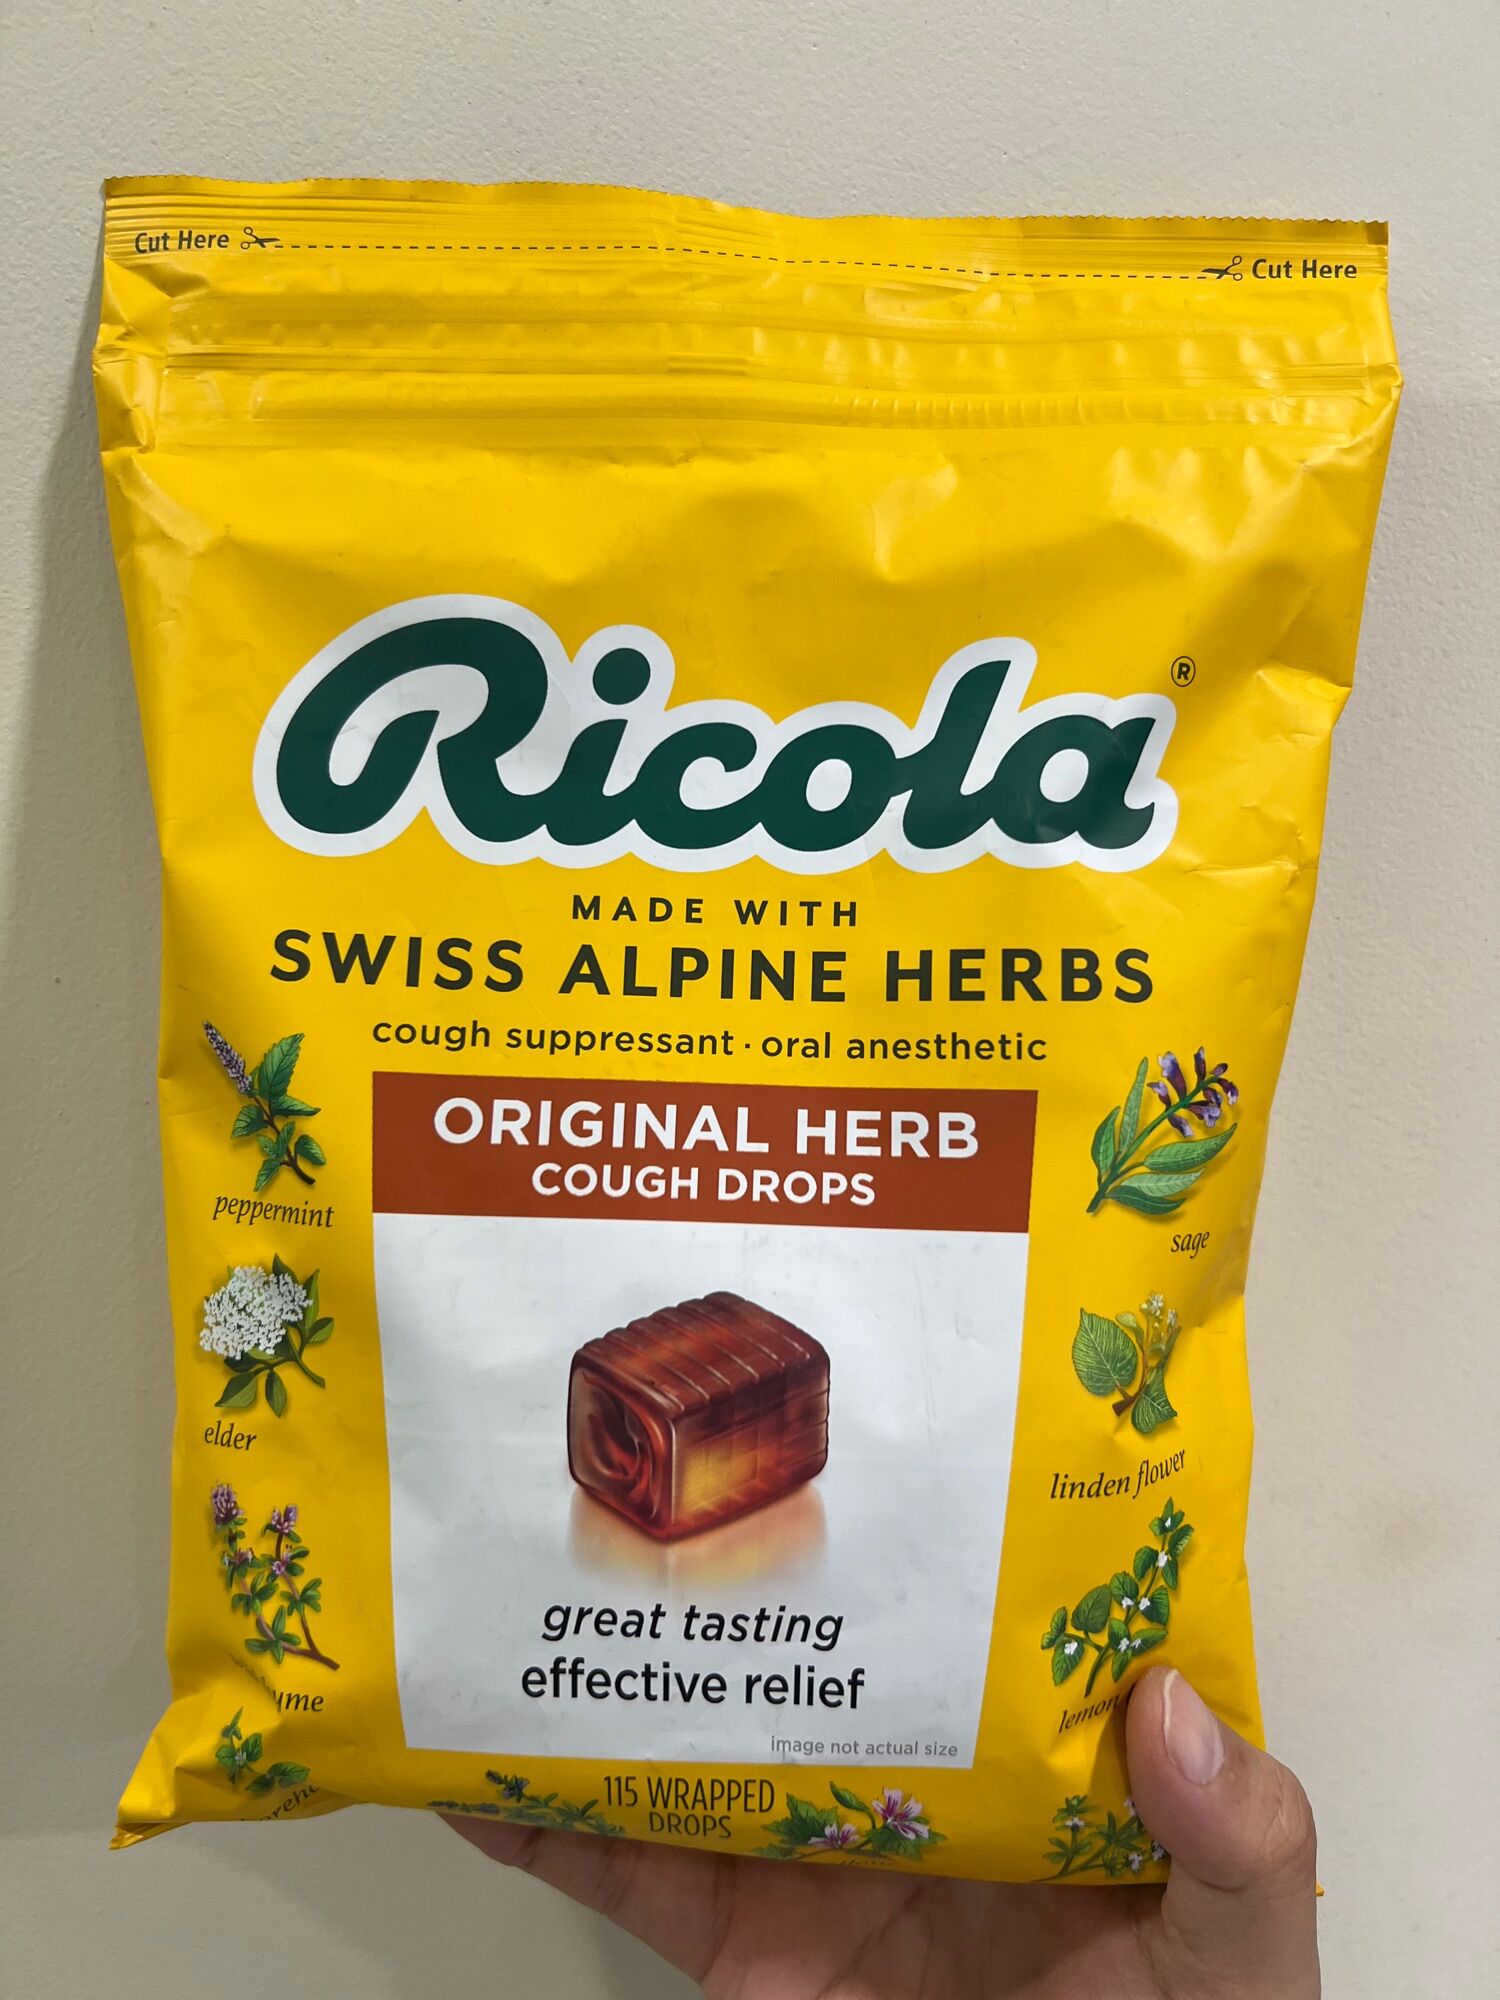 Cut Here
Cut Here
Ricola®
MADE WITH
SWISS ALPINE HERBS
cough suppressant · oral anesthetic
ORIGINAL HERB
COUGH DROPS
peppermint
sage
elder
linden flower
lemon
great tasting
effective relief
image not actual size
115 WRAPPED
DROPS